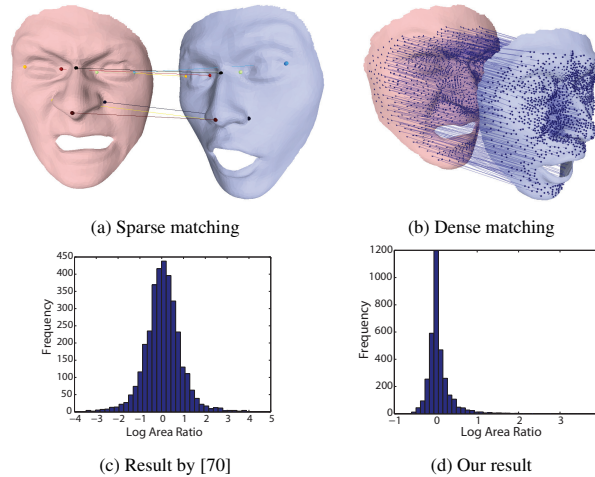 (a) Sparse matching
(b) Dense matching
450
400
350
300
250
200
150
100
50
0
Frequency
−4 −3 −2 −1 0 1 2 3 4 5
Log Area Ratio
(c) Result by [70]
1200
1000
800
600
400
200
0
Frequency
−1 0 1 2 3
Log Area Ratio
(d) Our result